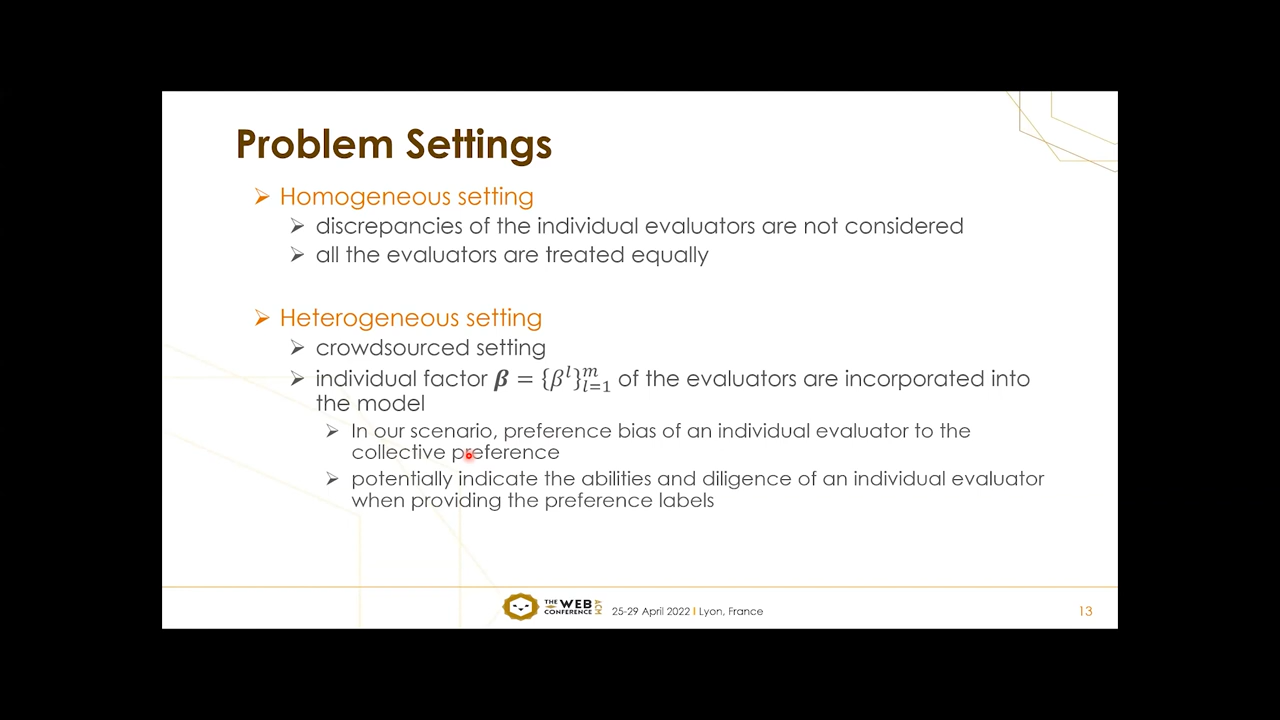 Problem Settings
➢ Homogeneous setting
➢ discrepancies of the individual evaluators are not considered
➢ all the evaluators are treated equally
➢ Heterogeneous setting
➢ crowdsourced setting
➢ individual factor 𝜷 = {𝛽^𝑙}_{𝑙=1}^𝑚 of the evaluators are incorporated into
the model
➢ In our scenario, preference bias of an individual evaluator to the
collective preference
➢ potentially indicate the abilities and diligence of an individual evaluator
when providing the preference labels
THE WEB
CONFERENCE
ACM
25-29 April 2022 I Lyon, France
13